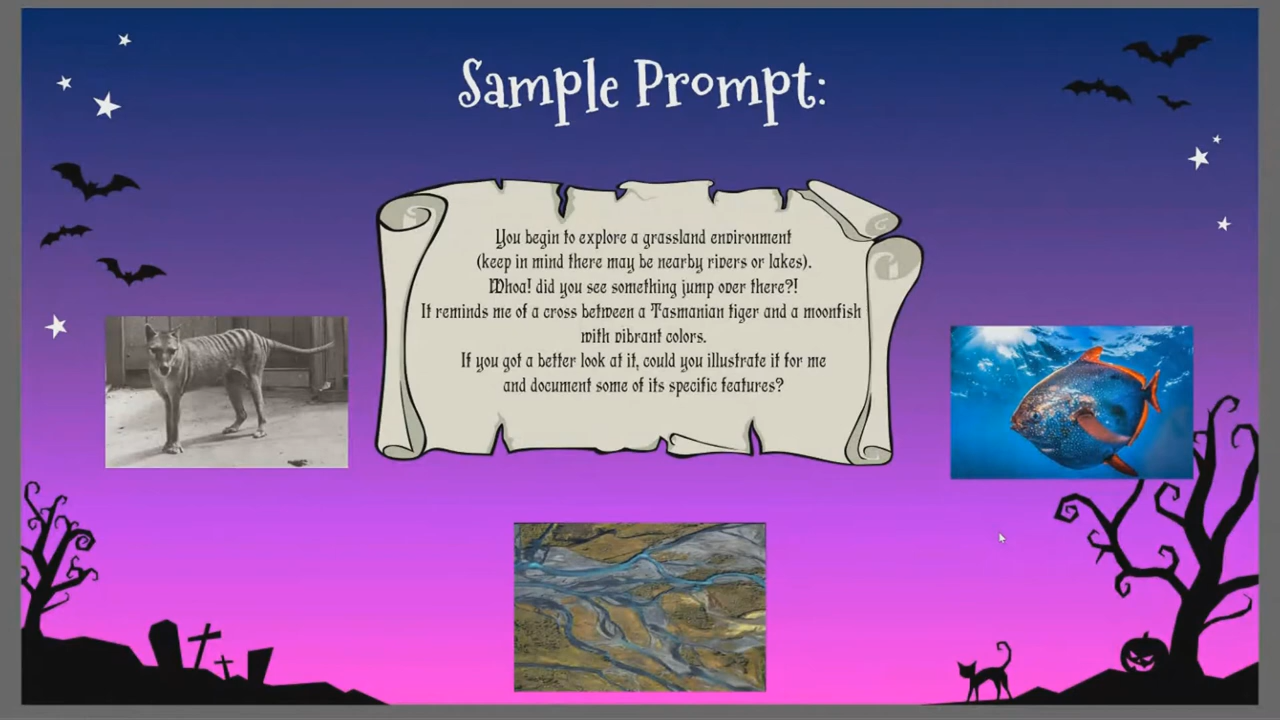 Sample Prompt:
You begin to explore a grassland environment
(keep in mind there may be nearby rivers or lakes).
Whoa! did you see something jump over there?!
It reminds me of a cross between a Tasmanian tiger and a moonfish
with vibrant colors.
If you got a better look at it, could you illustrate it for me
and document some of its specific features?